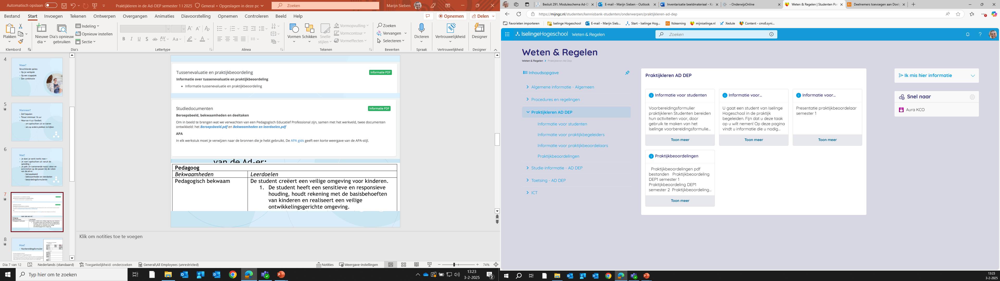 Automatisch opslaan
Praktijkleren in de Ad-DEP semester 1 I 2025
General • Opgeslagen in deze pc
Zoeken
Marijn Sieben
Bestand Start Invoegen Tekenen Ontwerpen Overgangen Animaties Diavoorstelling Opnemen Controleren Beeld Help
Opnemen
Delen
Plakken
Nieuwe dia
Dia's opnieuw gebruiken
Indeling
Opnieuw instellen
Sectie
Vormen Schikken Snelle stijlen
Vormopvulling
Vormcontour
Vormeffecten
Zoeken
Vervangen
Selecteren
Dicteren
Vertrouwelijkheid
Designer
Klembord Dia's Lettertype Alinea Tekenen Bewerken Spraak Vertrouwelijkheid Designer
4
Waar?
Verschillende opties:
Op je werkplek
Op een stageplek
Een combinatie
5
Wanneer?
Zelf bepalen
Totaal minimaal 16 uur
Waarvan 4 uur flexibel:
- om opdrachten uit te voeren
- om op andere plekken te kijken
6
Wat?
Je doet je werk/werkt mee +
Je voert opdrachten uit vanuit de
opleiding +
Je pakt (in toenemende mate) taken en
activiteiten op die passen bij de rollen
van de Ad-er:
- beroepsbeeld
- bekwaamheden en leerdoelen
- beoordelingsformulieren
7
8
Hoe?
Voorbereidingsformulier
Tussenevaluatie en praktijkbeoordeling
Informatie PDF
Informatie over tussenevaluatie en praktijkbeoordeling
• Informatie tussenevaluatie en praktijkbeoordeling
Studiedocumenten
Informatie PDF
Beroepsbeeld, bekwaamheden en deeltaken
Om in beeld te brengen wat we verwachten van een Pedagogisch Educatief Professional zijn, samen met het werkveld, twee documenten
ontwikkeld: het Beroepsbeeld.pdf en Bekwaamheden en leerdoelen.pdf
APA
In elk werkstuk moet je verwijzen naar de bronnen die je hebt gebruikt. De APA gids geeft een korte weergave van de APA-stijl.
van de Ad-er:
Pedagoog
Bekwaamheden Leerdoelen
Pedagogisch bekwaam De student creëert een veilige omgeving voor kinderen.
1. De student heeft een sensitieve en responsieve
houding, houdt rekening met de basisbehoeften
van kinderen en realiseert een veilige
ontwikkelingsgerichte omgeving.
Klik om notities toe te voegen
Dia 7 van 12
Nederlands (standaard)
Toegankelijkheid: onderzoeken
General\All Employees (unrestricted)
Notities
Weergave-instellingen
74%
Typ hier om te zoeken
13:23
3-2-2025
2
Besluit 291. Moduleschema Ad-D
E-mail - Marijn Sieben - Outlook
Inventarisatie beeldmateriaal - Ko
- OnderwijsOnline
Weten & Regelen | Studenten Por
Deelnemers toevoegen aan Doelg
https://mijngc.nl/studenten/kennisbank-studenten/onderwerpen/praktijkleren-ad-dep
Favorieten importeren
Iselinge Hogeschool
E-mail - Marijn Sieb...
Start - Iselinge Hog...
Itslearning
mijniselinge.nl
Xedule
Content - cms6.syni...
IselingeHogeschool
Weten & Regelen
Zoeken
Weten & Regelen
Weten & Regelen > Praktijkleren Ad Dep
Inhoudsopgave
Algemene informatie - Algemeen
Procedures en regelingen
Praktijkleren AD DEP
Informatie voor studenten
Informatie voor praktijkbegeleiders
Informatie voor praktijkbeoordelaars
Praktijkbeoordelingen
Studie-informatie - AD DEP
Toetsing - AD DEP
ICT
Praktijkleren AD DEP
Informatie voor studenten
Voorbereidingsformulier
praktijkleren Studenten bereiden
hun activiteiten voor, door
gebruik te maken van het
Iselinge voorbereidingsformulie...
Toon meer
Informatie voor...
U gaat een student van Iselinge
Hogeschool in de praktijk
begeleiden. Fijn dat u deze taak
op u wilt nemen! Op deze pagina
vindt u informatie die u nodig...
Toon meer
Informatie voor...
Presentatie praktijkbeoordelaar
semester 1
Toon meer
Praktijkbeoordelingen
Praktijkbeoordelingen pdf
bestanden Praktijkbeoordeling
DEP1 semester 1
Praktijkbeoordeling DEP1
semester 2 Praktijkbeoordeling...
Toon meer
Ik mis hier informatie
Snel naar
Aura KCO
13:23
3-2-2025